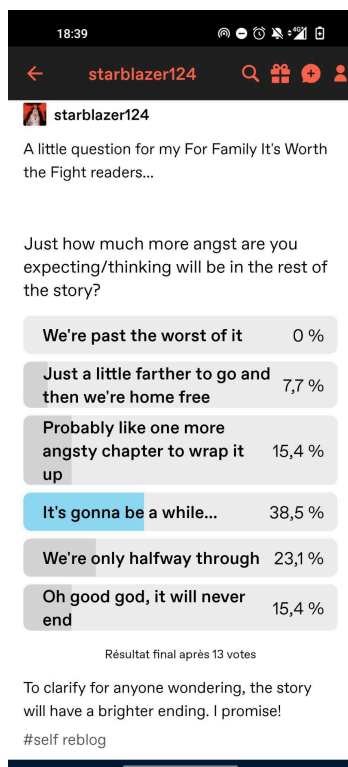 18:39
4G
starblazer124
starblazer124
A little question for my For Family It's Worth
the Fight readers...
Just how much more angst are you
expecting/thinking will be in the rest of
the story?
We're past the worst of it 0 %
Just a little farther to go and
then we're home free 7,7 %
Probably like one more
angsty chapter to wrap it
up 15,4 %
It's gonna be a while... 38,5 %
We're only halfway through 23,1 %
Oh good god, it will never
end 15,4 %
Résultat final après 13 votes
To clarify for anyone wondering, the story
will have a brighter ending. I promise!
#self reblog